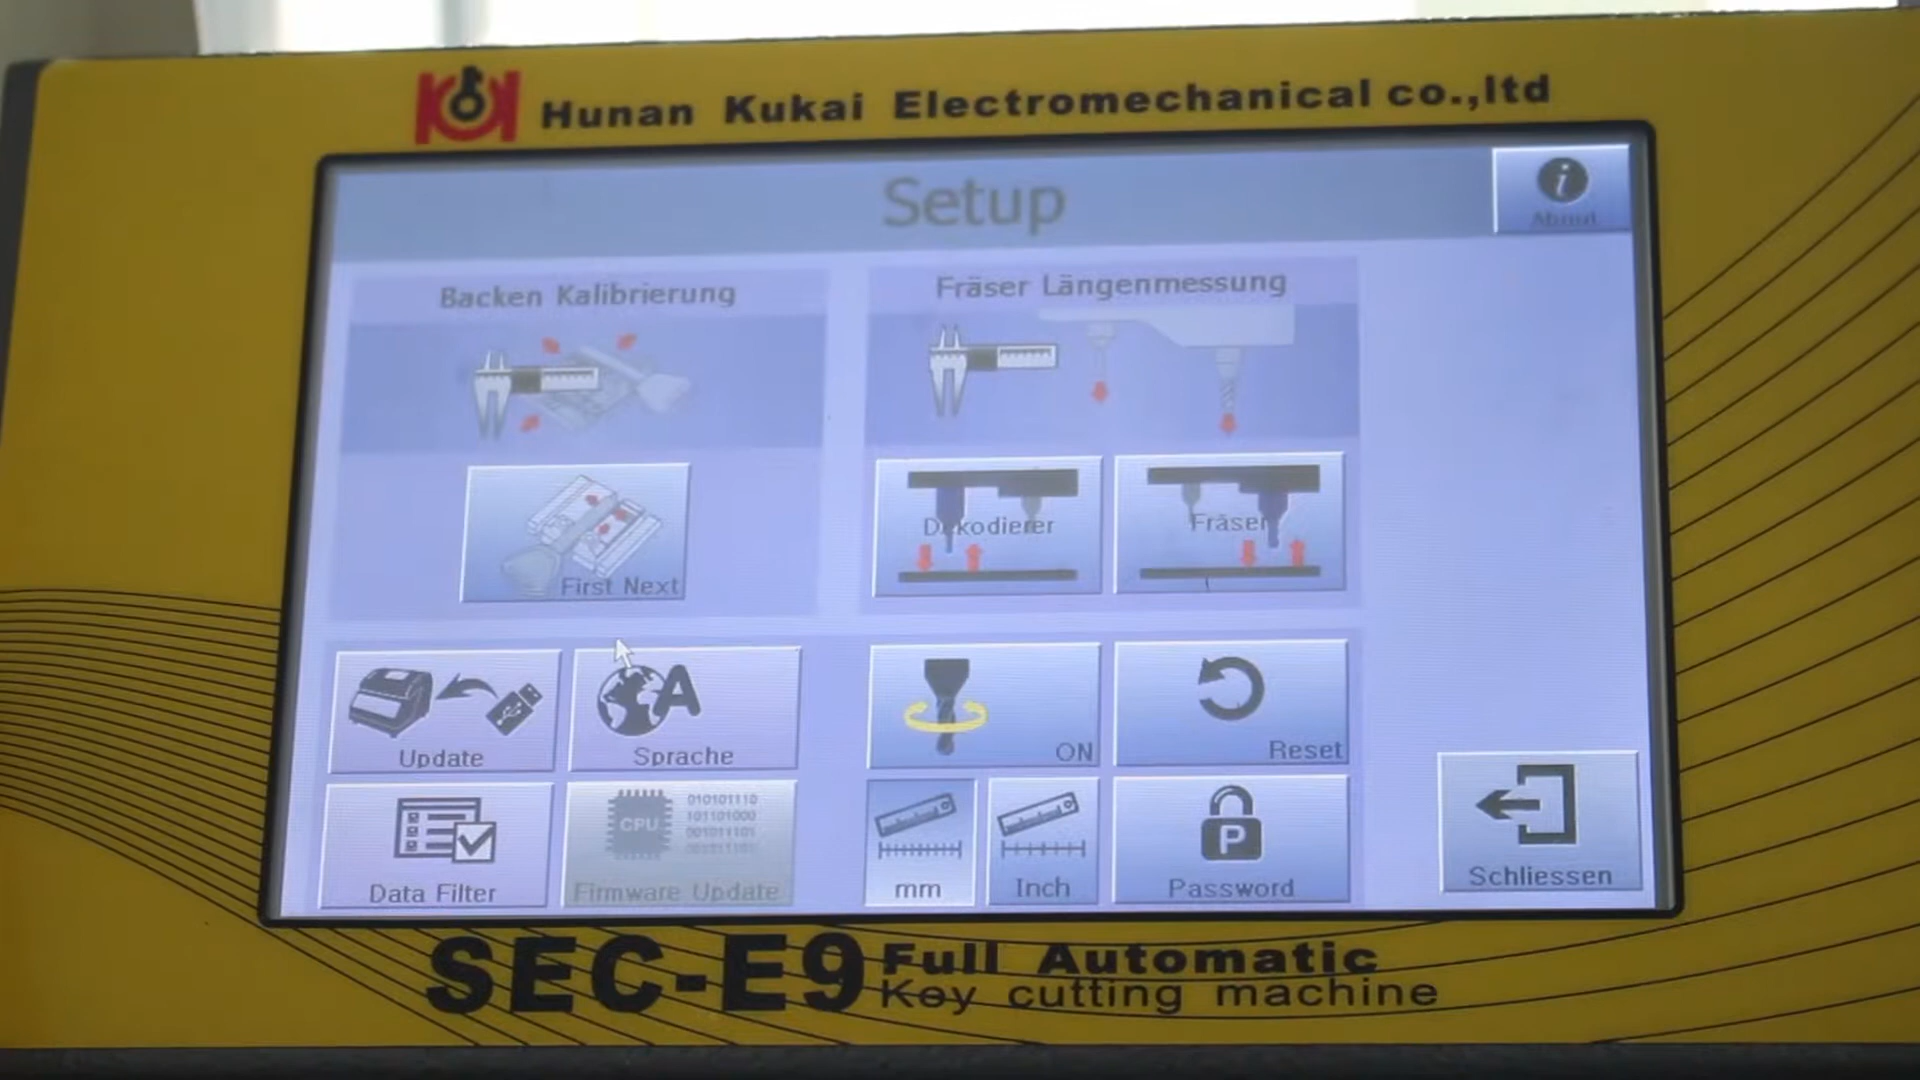 Hunan Kukai Electromechanical co.,ltd
Setup
About
Backen Kalibrierung
Fräser Längenmessung
First Next
Dekodierer
Fräser
Update
Sprache
ON
Reset
Data Filter
CPU
010101110
101101000
001011101
Firmware Update
mm
Inch
P
Password
Schliessen
SEC-E9 Full Automatic
Key cutting machine